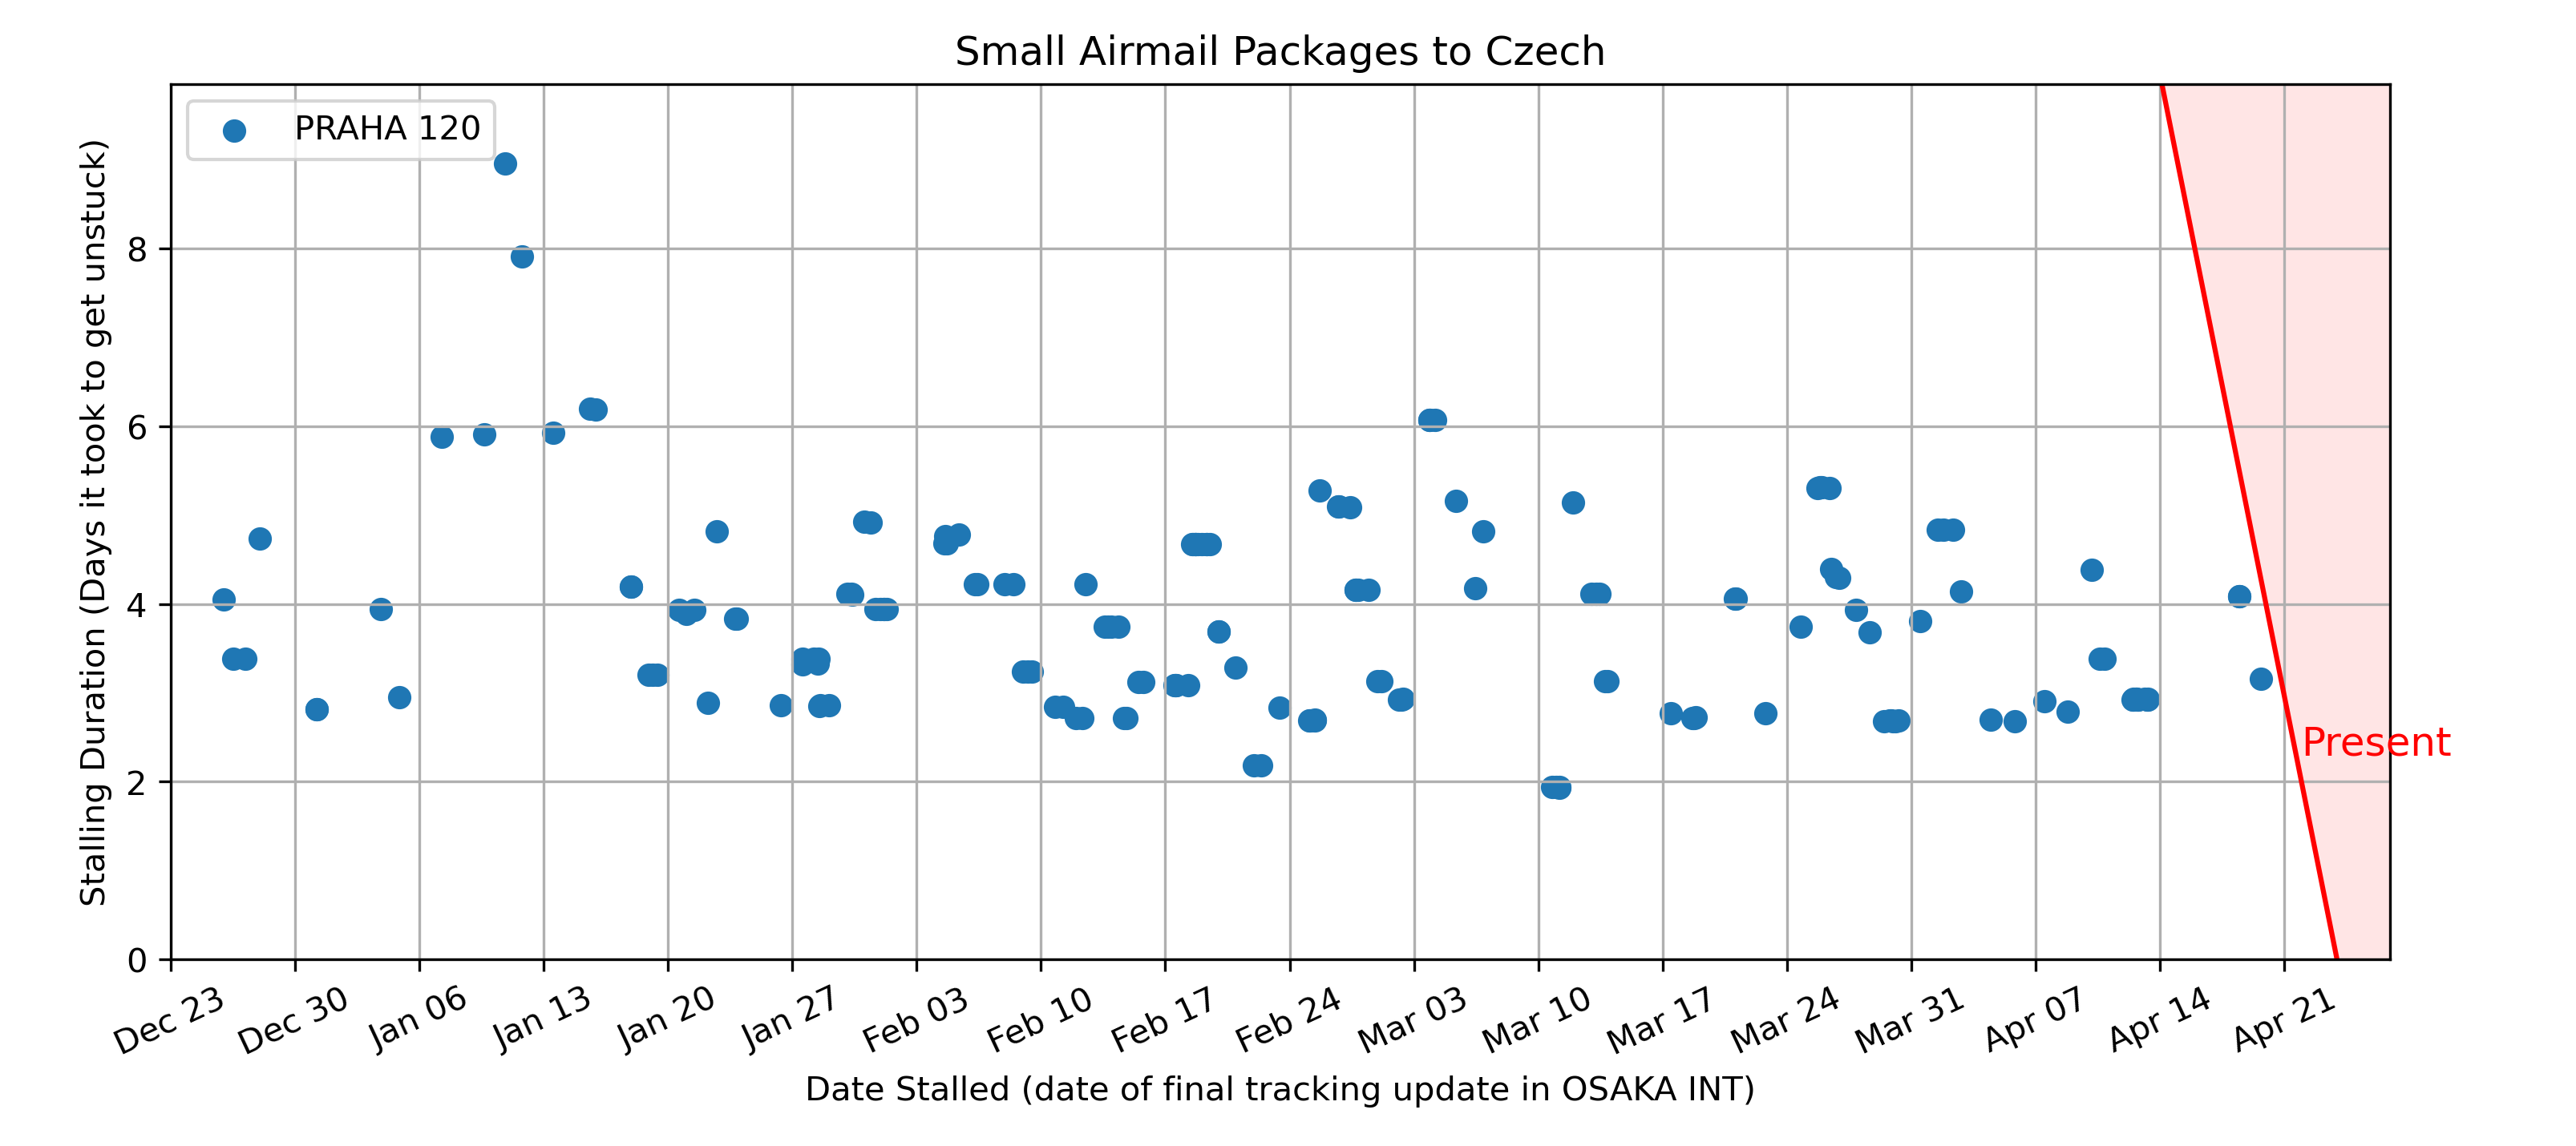 Small Airmail Packages to Czech
PRAHA 120
Stalling Duration (Days it took to get unstuck)
8
6
4
2
0
Present
Dec 23
Dec 30
Jan 06
Jan 13
Jan 20
Jan 27
Feb 03
Feb 10
Feb 17
Feb 24
Mar 03
Mar 10
Mar 17
Mar 24
Mar 31
Apr 07
Apr 14
Apr 21
Date Stalled (date of final tracking update in OSAKA INT)